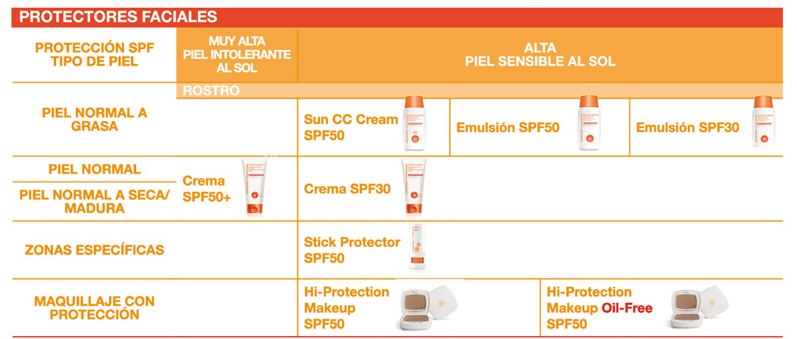 PROTECTORES FACIALES
PROTECCIÓN SPF
TIPO DE PIEL
MUY ALTA
PIEL INTOLERANTE
AL SOL
ALTA
PIEL SENSIBLE AL SOL
ROSTRO
PIEL NORMAL A
GRASA
Sun CC Cream
SPF50
Emulsión SPF50
Emulsión SPF30
PIEL NORMAL
PIEL NORMAL A SECA/
MADURA
Crema
SPF50+
Crema SPF30
ZONAS ESPECÍFICAS
Stick Protector
SPF50
MAQUILLAJE CON
PROTECCIÓN
Hi-Protection
Makeup
SPF50
Hi-Protection
Makeup Oil-Free
SPF50